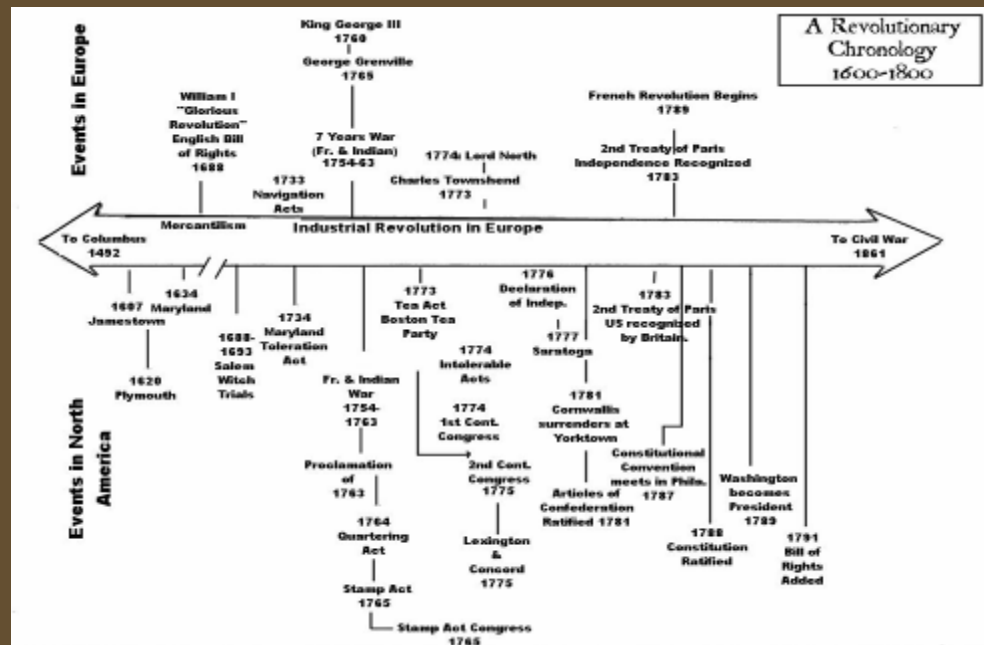 A Revolutionary
Chronology
1600-1800
Events in Europe
King George III
1760
George Grenville
1765
William I
"Glorious
Revolution"
English Bill
of Rights
1688
7 Years War
(Fr. & Indian)
1754-63
1733
Navigation
Acts
1774: Lord North
Charles Townshend
1773
French Revolution Begins
1789
2nd Treaty of Paris
Independence Recognized
1783
Mercantilism
Industrial Revolution in Europe
To Columbus
1492
To Civil War
1861
Events in North
America
1607
Jamestown
1634
Maryland
1620
Plymouth
1688-
1693
Salem
Witch
Trials
1734
Maryland
Toleration
Act
Fr. & Indian
War
1754-
1763
Proclamation
of
1763
1764
Quartering
Act
Stamp Act
1765
Stamp Act Congress
1765
1773
Tea Act
Boston Tea
Party
1774
Intolerable
Acts
1774
1st Cont.
Congress
2nd Cont.
Congress
1775
Lexington
&
Concord
1775
1776
Declaration
of Indep.
1777
Saratoga
1781
Cornwallis
surrenders at
Yorktown
Articles of
Confederation
Ratified 1781
1783
2nd Treaty of Paris
US recognized
by Britain.
Constitutional
Convention
meets in Phila.
1787
1788
Constitution
Ratified
Washington
becomes
President
1789
1791
Bill of
Rights
Added